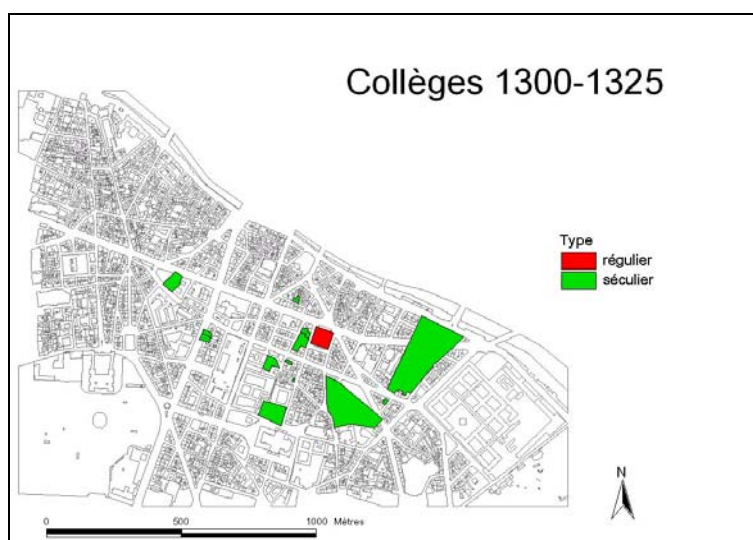 Collèges 1300-1325
Type
régulier
séculier
N
0 500 1000 Mètres